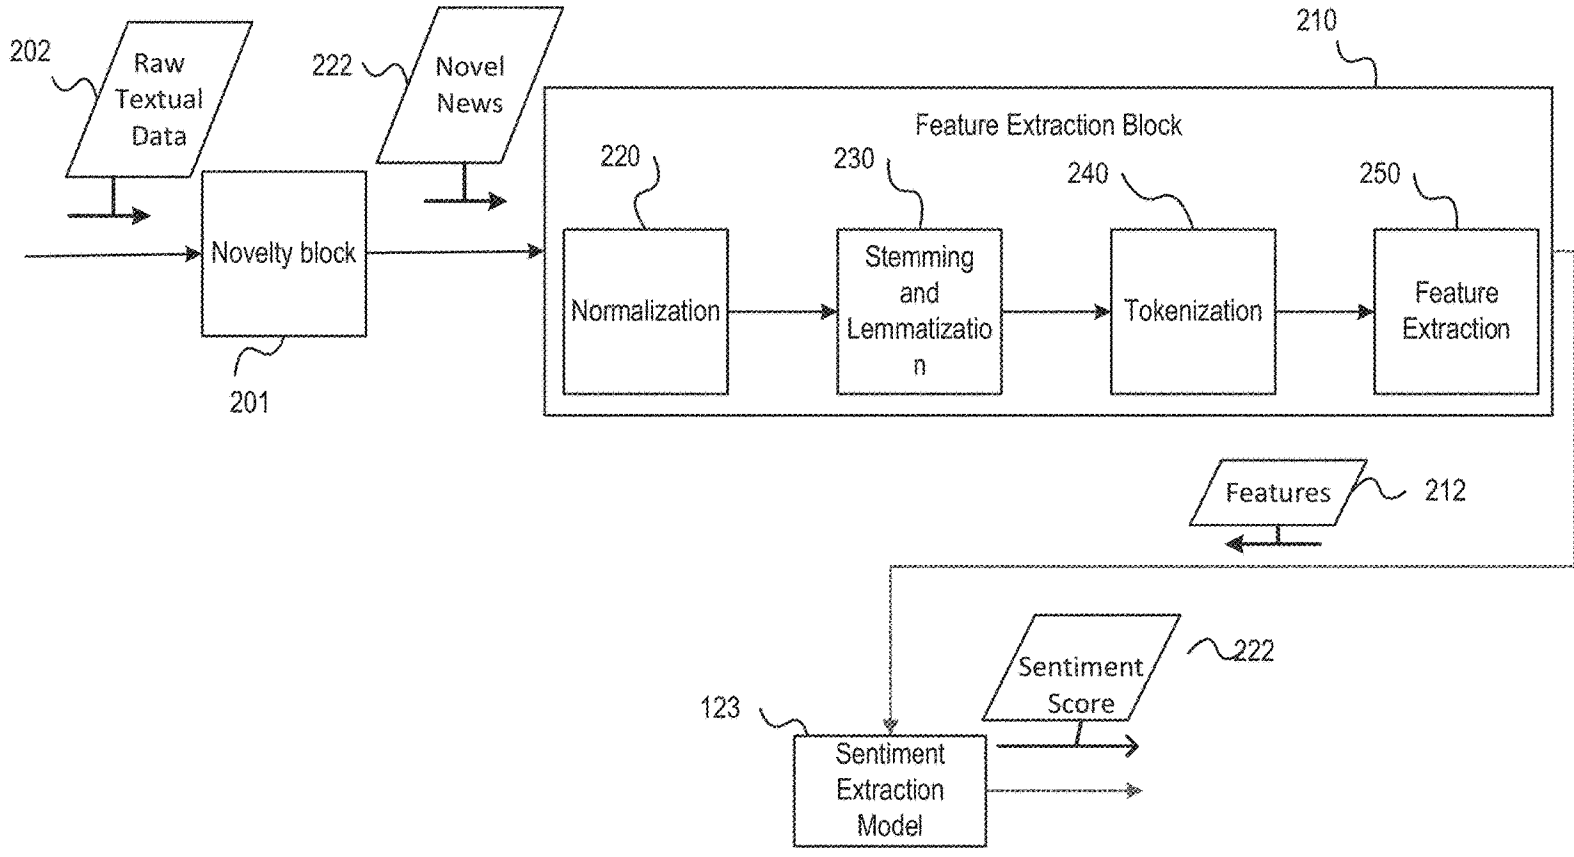 202
Raw
Textual
Data
222
Novel
News
210
Feature Extraction Block
Novelty block
201
220
Normalization
230
Stemming
and
Lemmatizatio
n
240
Tokenization
250
Feature
Extraction
Features
212
Sentiment
Score
222
123
Sentiment
Extraction
Model